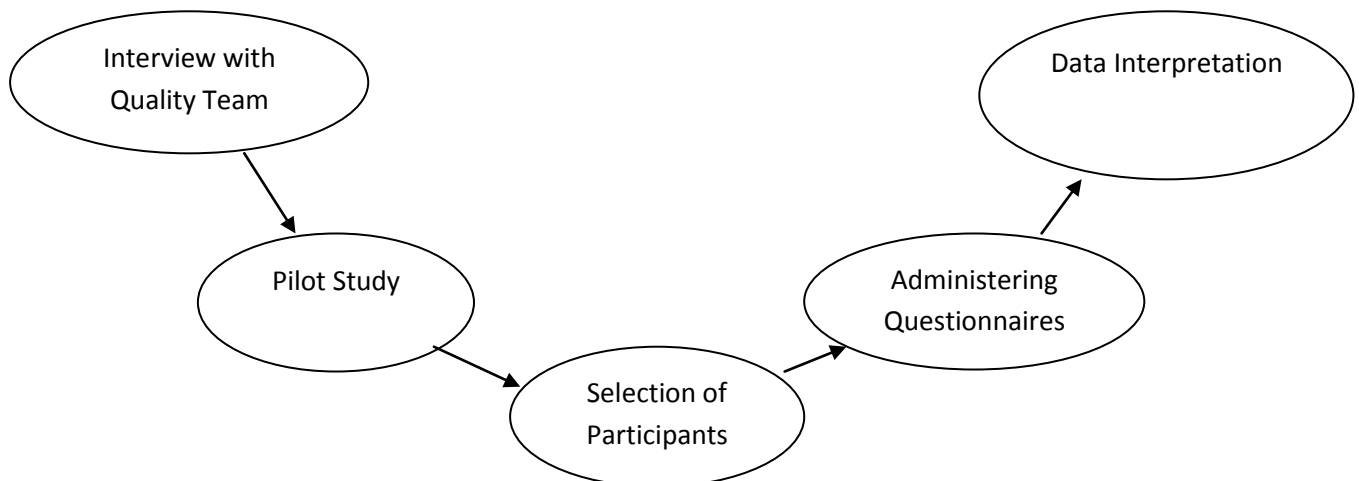 Interview with
Quality Team
Pilot Study
Selection of
Participants
Administering
Questionnaires
Data Interpretation